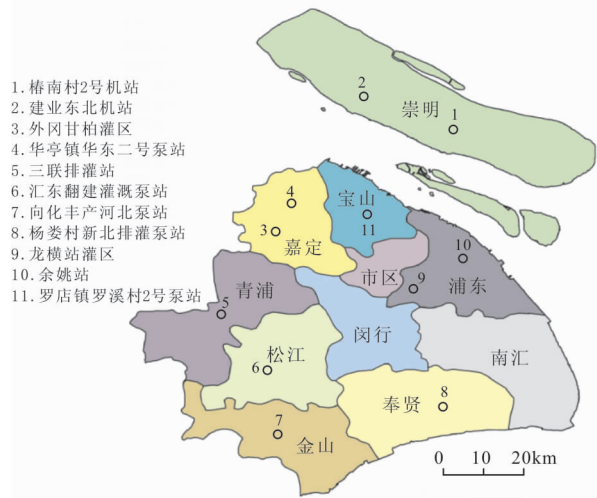 1.椿南村2号机站
2.建业东北机站
3.外冈甘柏灌区
4.华亭镇华东二号泵站
5.三联排灌站
6.汇东翻建灌溉泵站
7.向化丰产河北泵站
8.杨娄村新北排灌泵站
9.龙横站灌区
10.余姚站
11.罗店镇罗溪村2号泵站
2
崇明
1
4
宝山
3
11
嘉定
10
市区
9
浦东
青浦
5
闵行
松江
南汇
6
奉贤
8
7
金山
0 10 20km